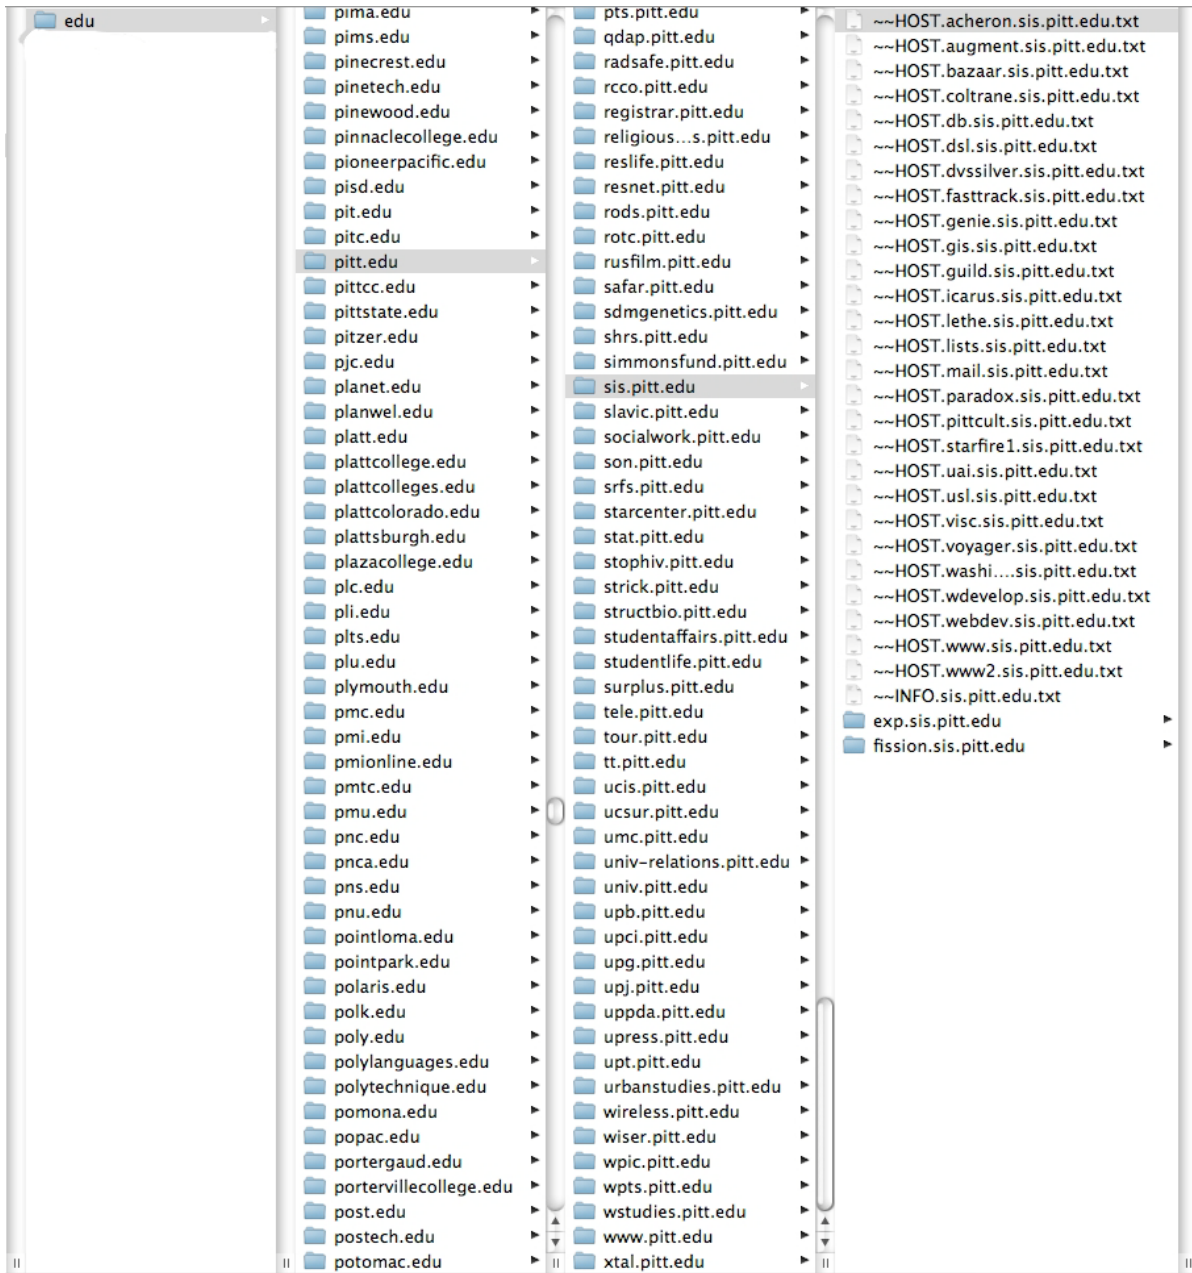 edu
pima.edu
pims.edu
pinecrest.edu
pinetech.edu
pinewood.edu
pinnaclecollege.edu
pioneerpacific.edu
pisd.edu
pit.edu
pitc.edu
pitt.edu
pittcc.edu
pittstate.edu
pitzer.edu
pjc.edu
planet.edu
planwel.edu
platt.edu
plattcollege.edu
plattcolleges.edu
plattcolorado.edu
plattsburgh.edu
plazacollege.edu
plc.edu
pli.edu
plts.edu
plu.edu
plymouth.edu
pmc.edu
pmi.edu
pmionline.edu
pmtc.edu
pmu.edu
pnc.edu
pnca.edu
pns.edu
pnu.edu
pointloma.edu
pointpark.edu
polaris.edu
polk.edu
poly.edu
polylanguages.edu
polytechnique.edu
pomona.edu
popac.edu
portergaud.edu
portervillecollege.edu
post.edu
postech.edu
potomac.edu
pts.pitt.edu
qdap.pitt.edu
radsafe.pitt.edu
rcco.pitt.edu
registrar.pitt.edu
religious...s.pitt.edu
reslife.pitt.edu
resnet.pitt.edu
rods.pitt.edu
rotc.pitt.edu
rusfilm.pitt.edu
safar.pitt.edu
sdmgenetics.pitt.edu
shrs.pitt.edu
simmonsfund.pitt.edu
sis.pitt.edu
slavic.pitt.edu
socialwork.pitt.edu
son.pitt.edu
srfs.pitt.edu
starcenter.pitt.edu
stat.pitt.edu
stophiv.pitt.edu
strick.pitt.edu
structbio.pitt.edu
studentaffairs.pitt.edu
studentlife.pitt.edu
surplus.pitt.edu
tele.pitt.edu
tour.pitt.edu
tt.pitt.edu
ucis.pitt.edu
ucsur.pitt.edu
umc.pitt.edu
univ-relations.pitt.edu
univ.pitt.edu
upb.pitt.edu
upci.pitt.edu
upg.pitt.edu
upj.pitt.edu
uppda.pitt.edu
upress.pitt.edu
upt.pitt.edu
urbanstudies.pitt.edu
wireless.pitt.edu
wiser.pitt.edu
wpic.pitt.edu
wpts.pitt.edu
wstudies.pitt.edu
www.pitt.edu
xtal.pitt.edu
~~HOST.acheron.sis.pitt.edu.txt
~~HOST.augment.sis.pitt.edu.txt
~~HOST.bazaar.sis.pitt.edu.txt
~~HOST.coltrane.sis.pitt.edu.txt
~~HOST.db.sis.pitt.edu.txt
~~HOST.dsl.sis.pitt.edu.txt
~~HOST.dvssilver.sis.pitt.edu.txt
~~HOST.fasttrack.sis.pitt.edu.txt
~~HOST.genie.sis.pitt.edu.txt
~~HOST.gis.sis.pitt.edu.txt
~~HOST.guild.sis.pitt.edu.txt
~~HOST.icarus.sis.pitt.edu.txt
~~HOST.lethe.sis.pitt.edu.txt
~~HOST.lists.sis.pitt.edu.txt
~~HOST.mail.sis.pitt.edu.txt
~~HOST.paradox.sis.pitt.edu.txt
~~HOST.pittcult.sis.pitt.edu.txt
~~HOST.starfire1.sis.pitt.edu.txt
~~HOST.uai.sis.pitt.edu.txt
~~HOST.usl.sis.pitt.edu.txt
~~HOST.visc.sis.pitt.edu.txt
~~HOST.voyager.sis.pitt.edu.txt
~~HOST.washi....sis.pitt.edu.txt
~~HOST.wdevelop.sis.pitt.edu.txt
~~HOST.webdev.sis.pitt.edu.txt
~~HOST.www.sis.pitt.edu.txt
~~HOST.www2.sis.pitt.edu.txt
~~INFO.sis.pitt.edu.txt
exp.sis.pitt.edu
fission.sis.pitt.edu